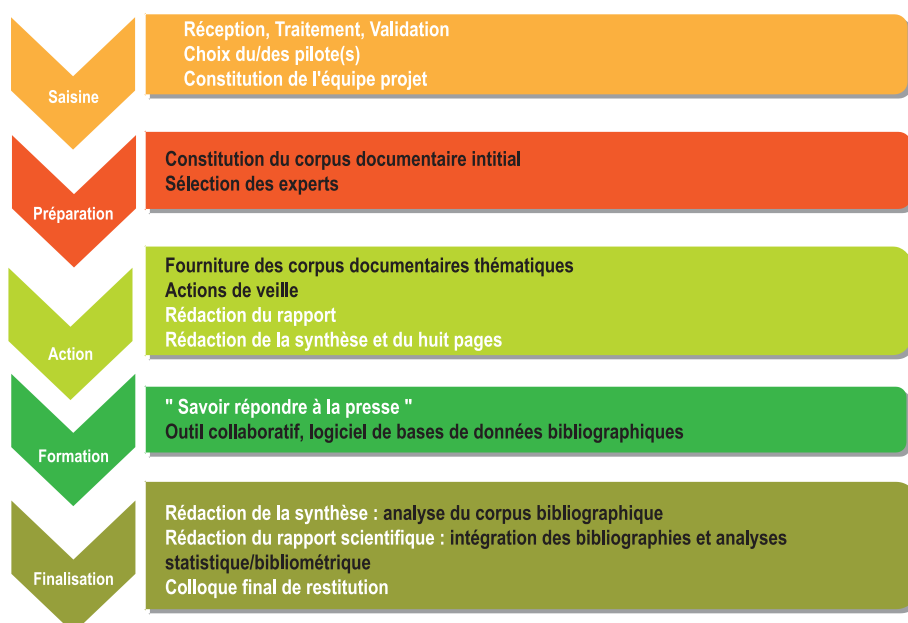 Réception, Traitement, Validation
Choix du/des pilote(s)
Constitution de l'équipe projet
Saisine
Constitution du corpus documentaire intitial
Sélection des experts
Préparation
Fourniture des corpus documentaires thématiques
Actions de veille
Rédaction du rapport
Rédaction de la synthèse et du huit pages
Action
" Savoir répondre à la presse "
Outil collaboratif, logiciel de bases de données bibliographiques
Formation
Rédaction de la synthèse : analyse du corpus bibliographique
Rédaction du rapport scientifique : intégration des bibliographies et analyses
statistique/bibliométrique
Colloque final de restitution
Finalisation